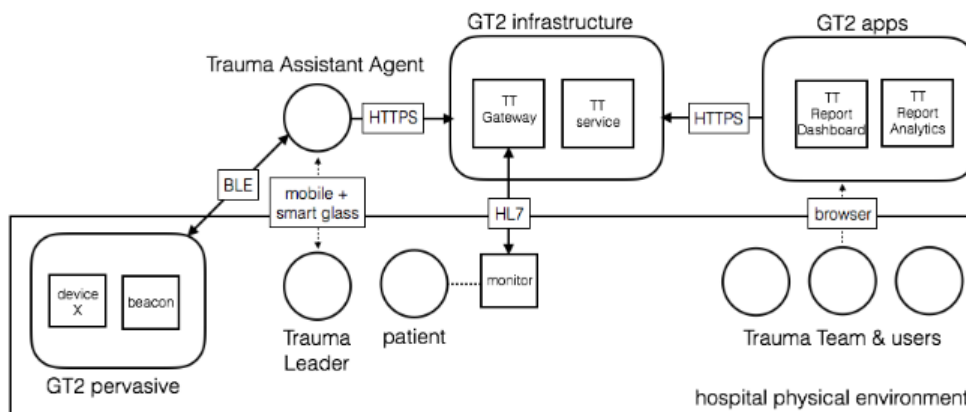 GT2 infrastructure
GT2 apps
Trauma Assistant Agent
TT
Gateway
TT
service
TT
Report
Dashboard
TT
Report
Analytics
HTTPS
HTTPS
BLE
mobile +
smart glass
HL7
browser
device
X
beacon
monitor
Trauma
Leader
patient
Trauma Team & users
GT2 pervasive
hospital physical environment